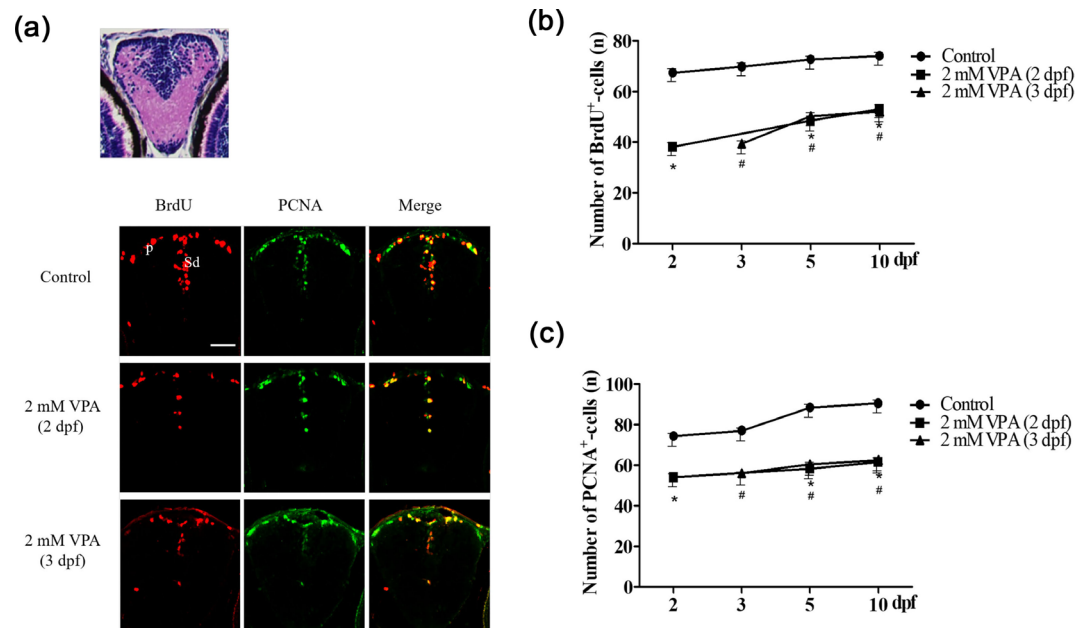 (a)
BrdU
PCNA
Merge
Control
p
Sd
2 mM VPA
(2 dpf)
2 mM VPA
(3 dpf)
(b)
Number of BrdU⁺-cells (n)
80
60
40
20
0
*
#
*
#
*
#
2
3
5
10 dpf
Control
2 mM VPA (2 dpf)
2 mM VPA (3 dpf)
(c)
Number of PCNA⁺-cells (n)
100
80
60
40
20
0
*
#
*
#
*
#
2
3
5
10 dpf
Control
2 mM VPA (2 dpf)
2 mM VPA (3 dpf)